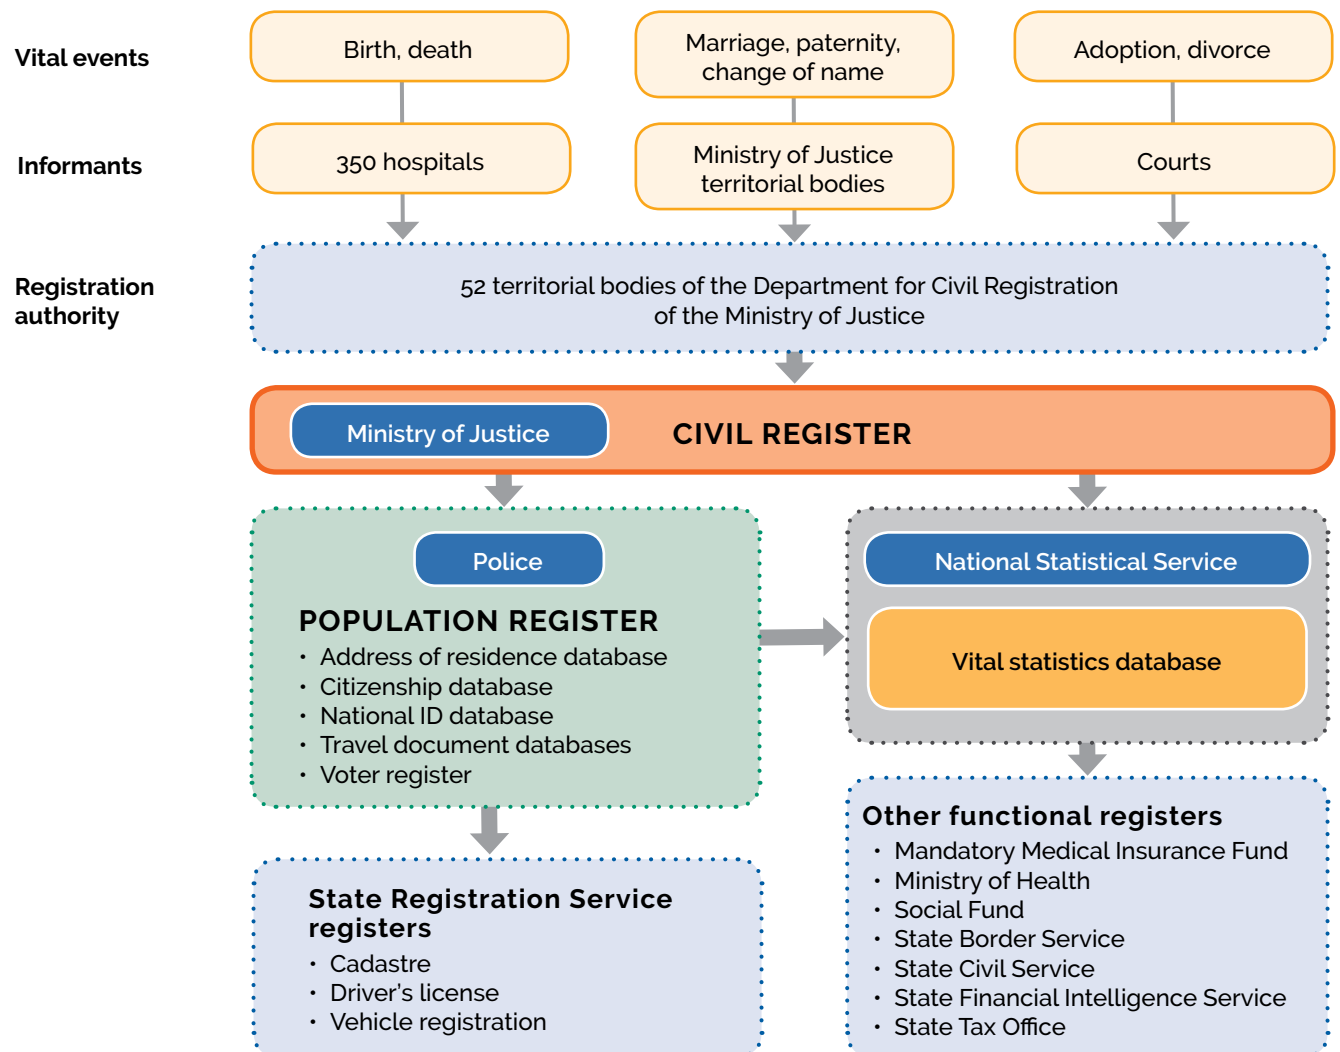 Vital events
Birth, death
Marriage, paternity,
change of name
Adoption, divorce
Informants
350 hospitals
Ministry of Justice
territorial bodies
Courts
Registration
authority
52 territorial bodies of the Department for Civil Registration
of the Ministry of Justice
Ministry of Justice
CIVIL REGISTER
Police
POPULATION REGISTER
• Address of residence database
• Citizenship database
• National ID database
• Travel document databases
• Voter register
National Statistical Service
Vital statistics database
State Registration Service
registers
• Cadastre
• Driver's license
• Vehicle registration
Other functional registers
• Mandatory Medical Insurance Fund
• Ministry of Health
• Social Fund
• State Border Service
• State Civil Service
• State Financial Intelligence Service
• State Tax Office